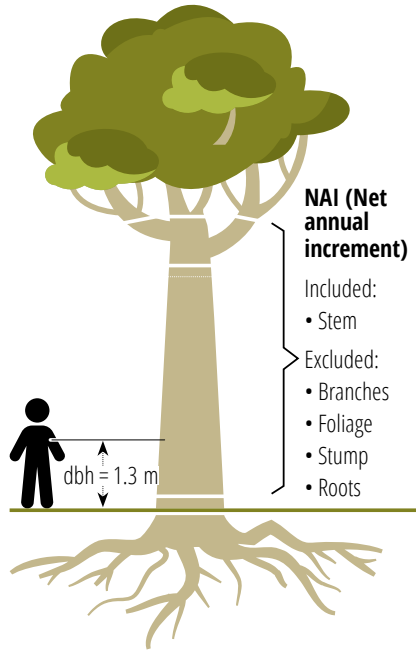 NAI (Net
annual
increment)
Included:
• Stem
Excluded:
• Branches
• Foliage
• Stump
• Roots
dbh = 1.3 m